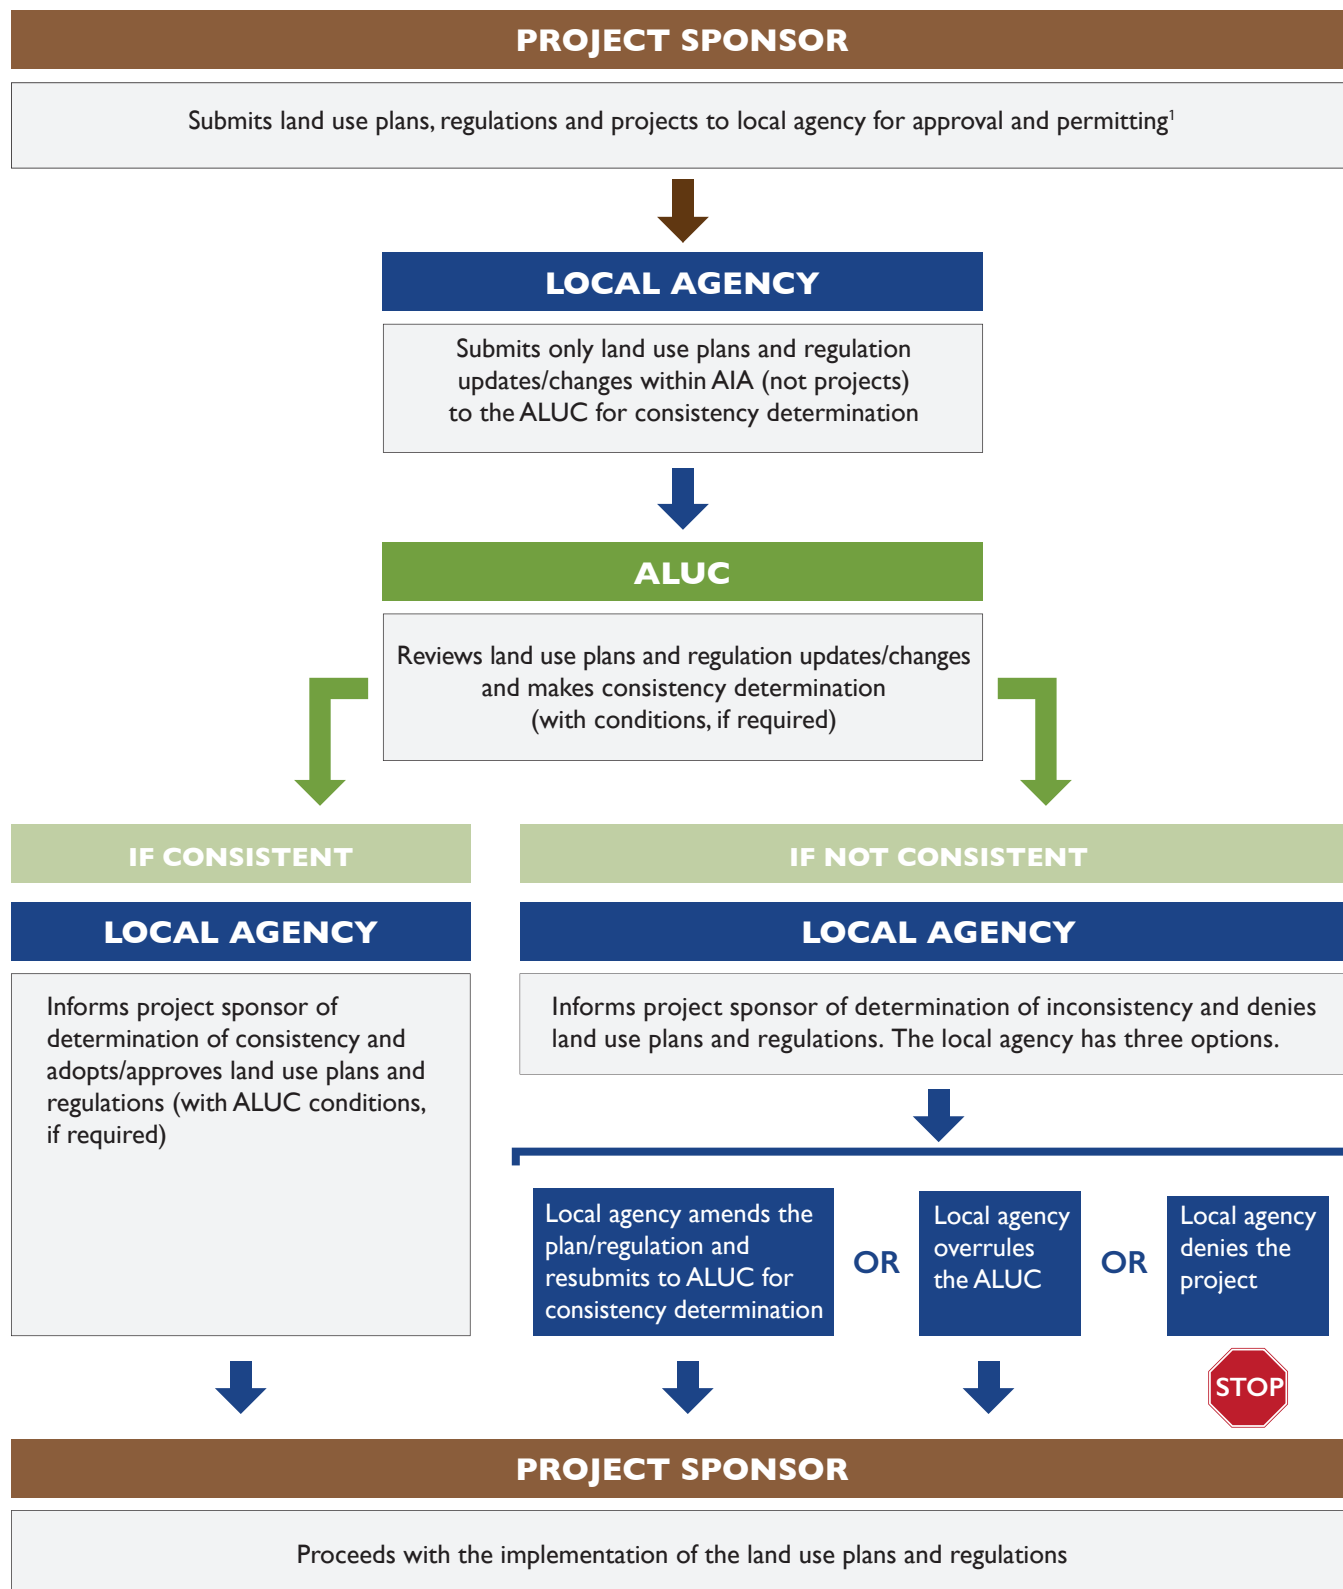 PROJECT SPONSOR
Submits land use plans, regulations and projects to local agency for approval and permitting¹
LOCAL AGENCY
Submits only land use plans and regulation
updates/changes within AIA (not projects)
to the ALUC for consistency determination
ALUC
Reviews land use plans and regulation updates/changes
and makes consistency determination
(with conditions, if required)
IF CONSISTENT
LOCAL AGENCY
Informs project sponsor of
determination of consistency and
adopts/approves land use plans and
regulations (with ALUC conditions,
if required)
IF NOT CONSISTENT
LOCAL AGENCY
Informs project sponsor of determination of inconsistency and denies
land use plans and regulations. The local agency has three options.
Local agency amends the
plan/regulation and
resubmits to ALUC for
consistency determination
OR
Local agency
overrules
the ALUC
OR
Local agency
denies the
project
STOP
PROJECT SPONSOR
Proceeds with the implementation of the land use plans and regulations